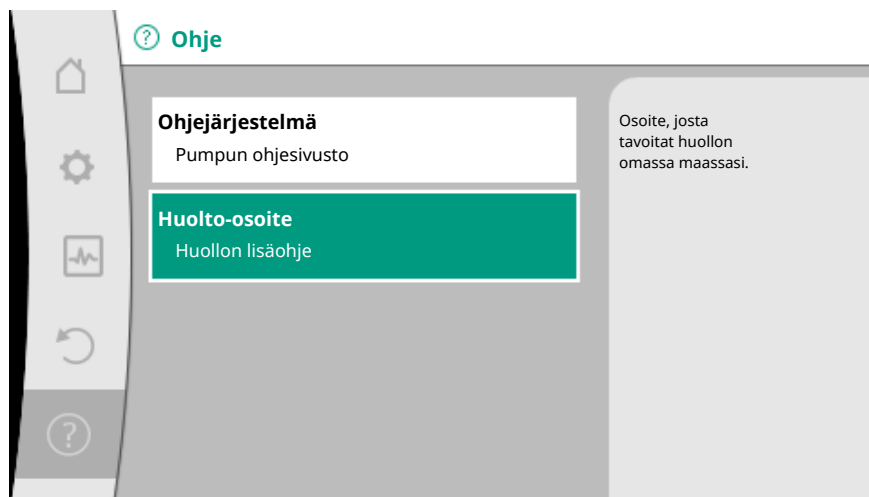 Ohje
Ohjejärjestelmä
Pumpun ohjesivusto
Huolto-osoite
Huollon lisäohje
Osoite, josta
tavoitat huollon
omassa maassasi.